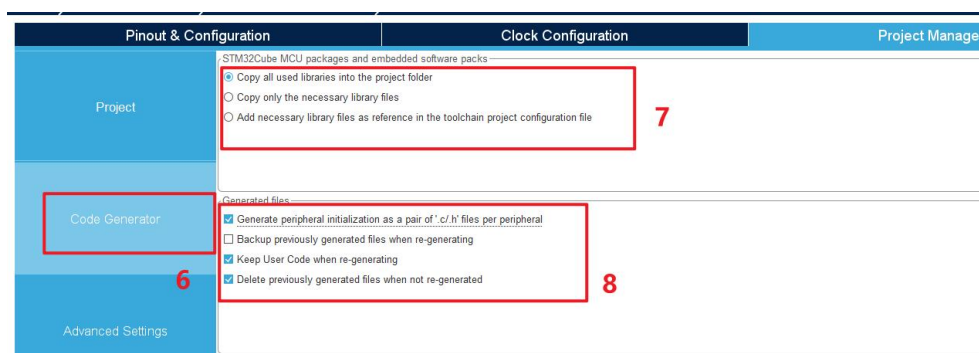 Pinout & Configuration
Clock Configuration
Project Manage
STM32Cube MCU packages and embedded software packs
Copy all used libraries into the project folder
Copy only the necessary library files
Add necessary library files as reference in the toolchain project configuration file
7
Project
Code Generator
6
Generated files
Generate peripheral initialization as a pair of '.c/.h' files per peripheral
Backup previously generated files when re-generating
Keep User Code when re-generating
Delete previously generated files when not re-generated
8
Advanced Settings